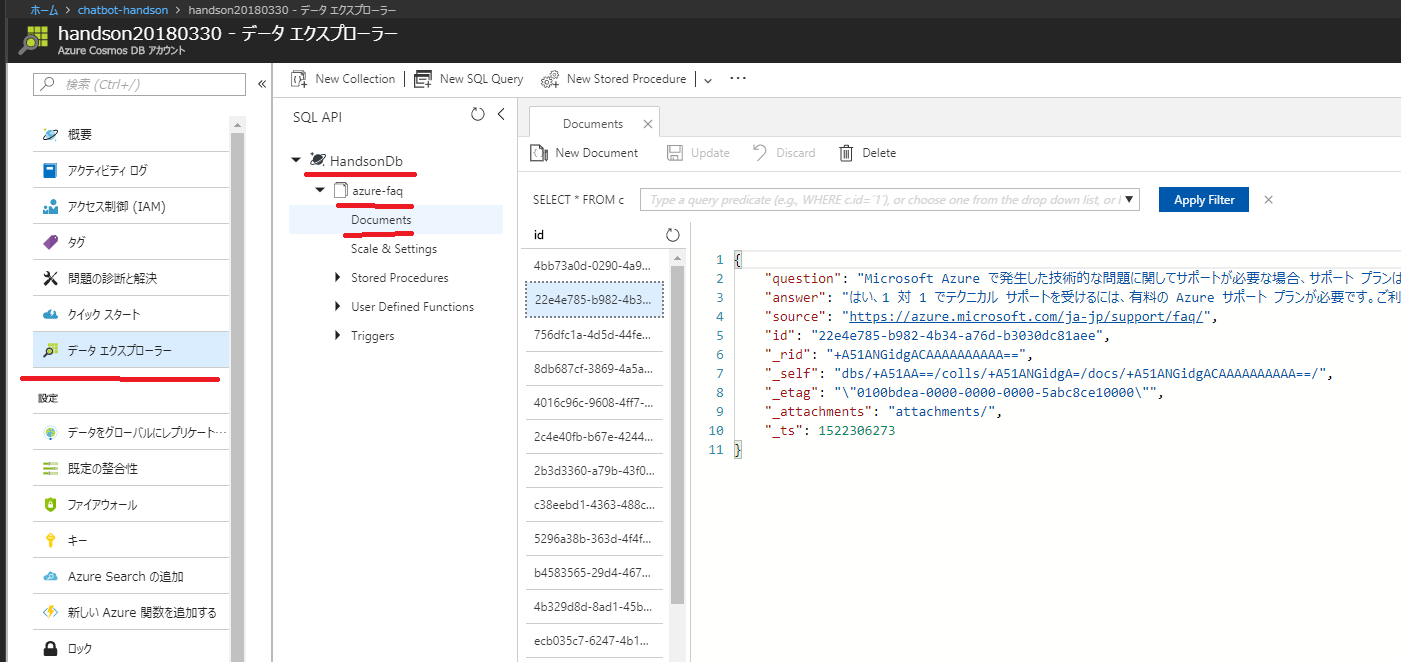 ホーム > chatbot-handson > handson20180330 - データ エクスプローラー
handson20180330 - データ エクスプローラー
Azure Cosmos DB アカウント
検索 (Ctrl+/)
«
概要
アクティビティ ログ
アクセス制御 (IAM)
タグ
問題の診断と解決
クイック スタート
データ エクスプローラー
設定
データをグローバルにレプリケート…
既定の整合性
ファイアウォール
キー
Azure Search の追加
新しい Azure 関数を追加する
ロック
New Collection
New SQL Query
New Stored Procedure
SQL API
HandsonDb
azure-faq
Documents
Scale & Settings
Stored Procedures
User Defined Functions
Triggers
Documents
New Document
Update
Discard
Delete
SELECT * FROM c
Type a query predicate (e.g., WHERE c.id=´1´), or choose one from the drop down list, or l
Apply Filter
id
4bb73a0d-0290-4a9...
22e4e785-b982-4b3...
756dfc1a-4d5d-44fe...
8db687cf-3869-4a5a...
4016c96c-9608-4ff7-...
2c4e40fb-b67e-4244...
2b3d3360-a79b-43f0...
c38eebd1-4363-488c...
5296a38b-363d-4f4f...
b4583565-29d4-467...
4b329d8d-8ad1-45b...
ecb035c7-6247-4b1...
1 {
2 "question": "Microsoft Azure で発生した技術的な問題に関してサポートが必要な場合、サポート プランは
3 "answer": "はい、1 対 1 でテクニカル サポートを受けるには、有料の Azure サポート プランが必要です。ご利
4 "source": "https://azure.microsoft.com/ja-jp/support/faq/",
5 "id": "22e4e785-b982-4b34-a76d-b3030dc81aee",
6 "_rid": "+A51ANGidgACAAAAAAAAAA==",
7 "_self": "dbs/+A51AA==/colls/+A51ANGidgA=/docs/+A51ANGidgACAAAAAAAAAA==/",
8 "_etag": "\"0100bdea-0000-0000-0000-5abc8ce10000\"",
9 "_attachments": "attachments/",
10 "_ts": 1522306273
11 }